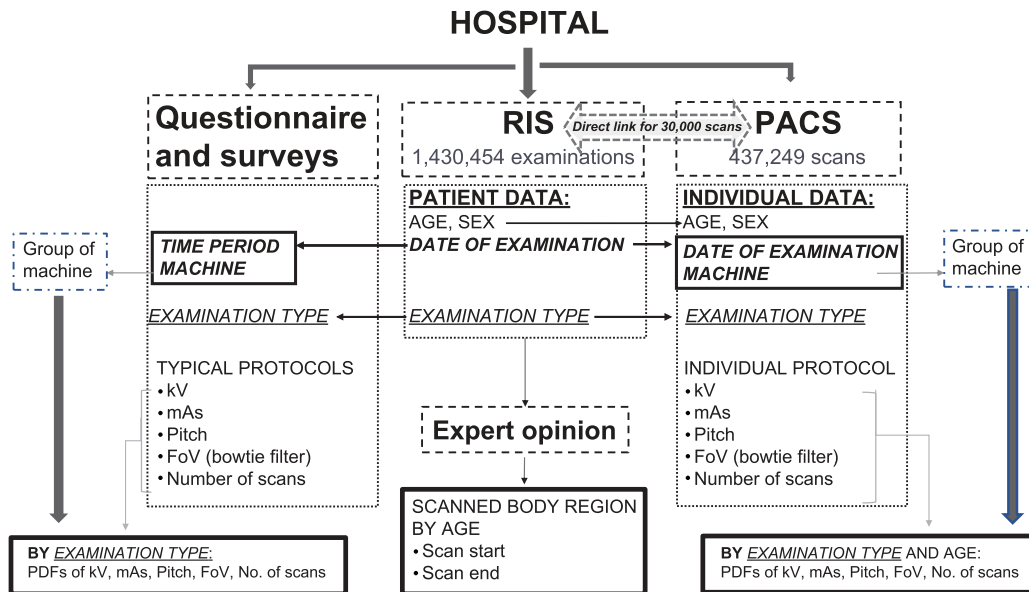 HOSPITAL
Questionnaire
and surveys
RIS
1,430,454 examinations
Direct link for 30,000 scans
PACS
437,249 scans
Group of
machine
TIME PERIOD
MACHINE
EXAMINATION TYPE
TYPICAL PROTOCOLS
• kV
• mAs
• Pitch
• FoV (bowtie filter)
• Number of scans
BY EXAMINATION TYPE:
PDFs of kV, mAs, Pitch, FoV, No. of scans
PATIENT DATA:
AGE, SEX
DATE OF EXAMINATION
EXAMINATION TYPE
Expert opinion
SCANNED BODY REGION
BY AGE
• Scan start
• Scan end
INDIVIDUAL DATA:
AGE, SEX
DATE OF EXAMINATION
MACHINE
EXAMINATION TYPE
INDIVIDUAL PROTOCOL
• kV
• mAs
• Pitch
• FoV (bowtie filter)
• Number of scans
Group of
machine
BY EXAMINATION TYPE AND AGE:
PDFs of kV, mAs, Pitch, FoV, No. of scans